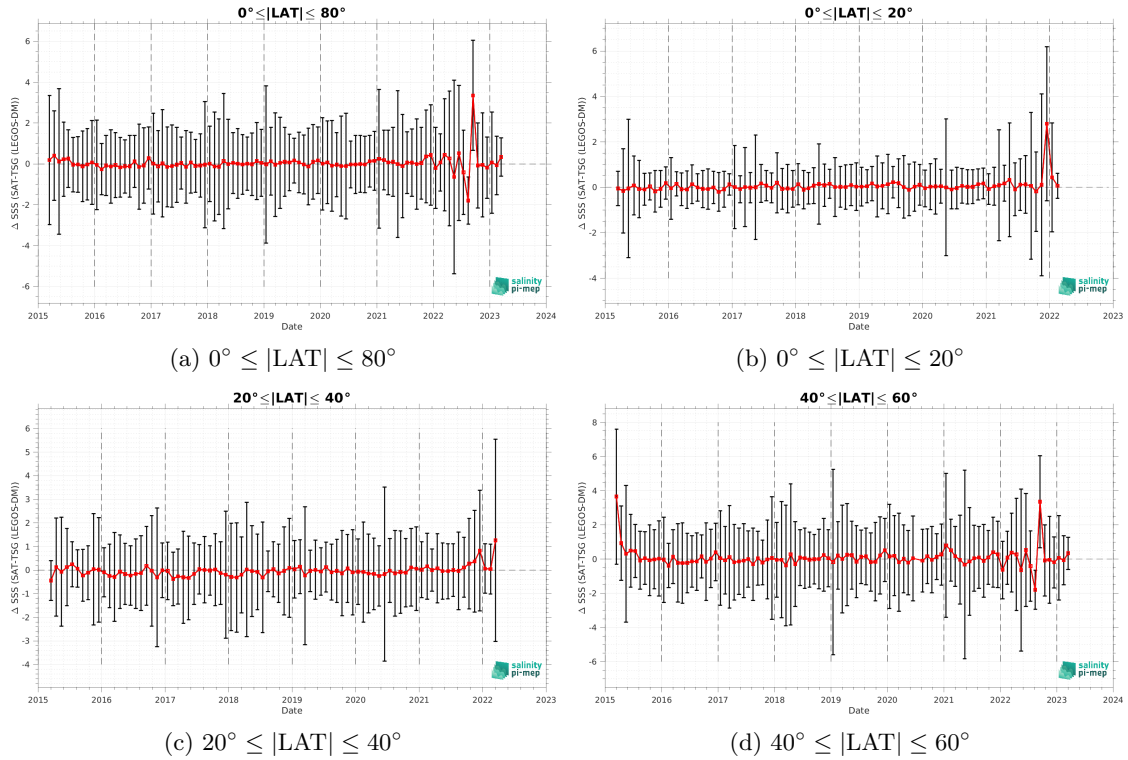 0°≤|LAT|≤ 80°
Δ SSS (SAT-TSG (LEGOS-DM))
6
4
2
0
-2
-4
-6
2015 2016 2017 2018 2019 2020 2021 2022 2023 2024
Date
salinity
pi-mep
(a) 0° ≤ |LAT| ≤ 80°
0°≤|LAT|≤ 20°
Δ SSS (SAT-TSG (LEGOS-DM))
6
4
2
0
-2
-4
2015 2016 2017 2018 2019 2020 2021 2022 2023
Date
salinity
pi-mep
(b) 0° ≤ |LAT| ≤ 20°
20°≤|LAT|≤ 40°
Δ SSS (SAT-TSG (LEGOS-DM))
6
5
4
3
2
1
0
-1
-2
-3
-4
2015 2016 2017 2018 2019 2020 2021 2022 2023
Date
salinity
pi-mep
(c) 20° ≤ |LAT| ≤ 40°
40°≤|LAT|≤ 60°
Δ SSS (SAT-TSG (LEGOS-DM))
8
6
4
2
0
-2
-4
-6
2015 2016 2017 2018 2019 2020 2021 2022 2023 2024
Date
salinity
pi-mep
(d) 40° ≤ |LAT| ≤ 60°